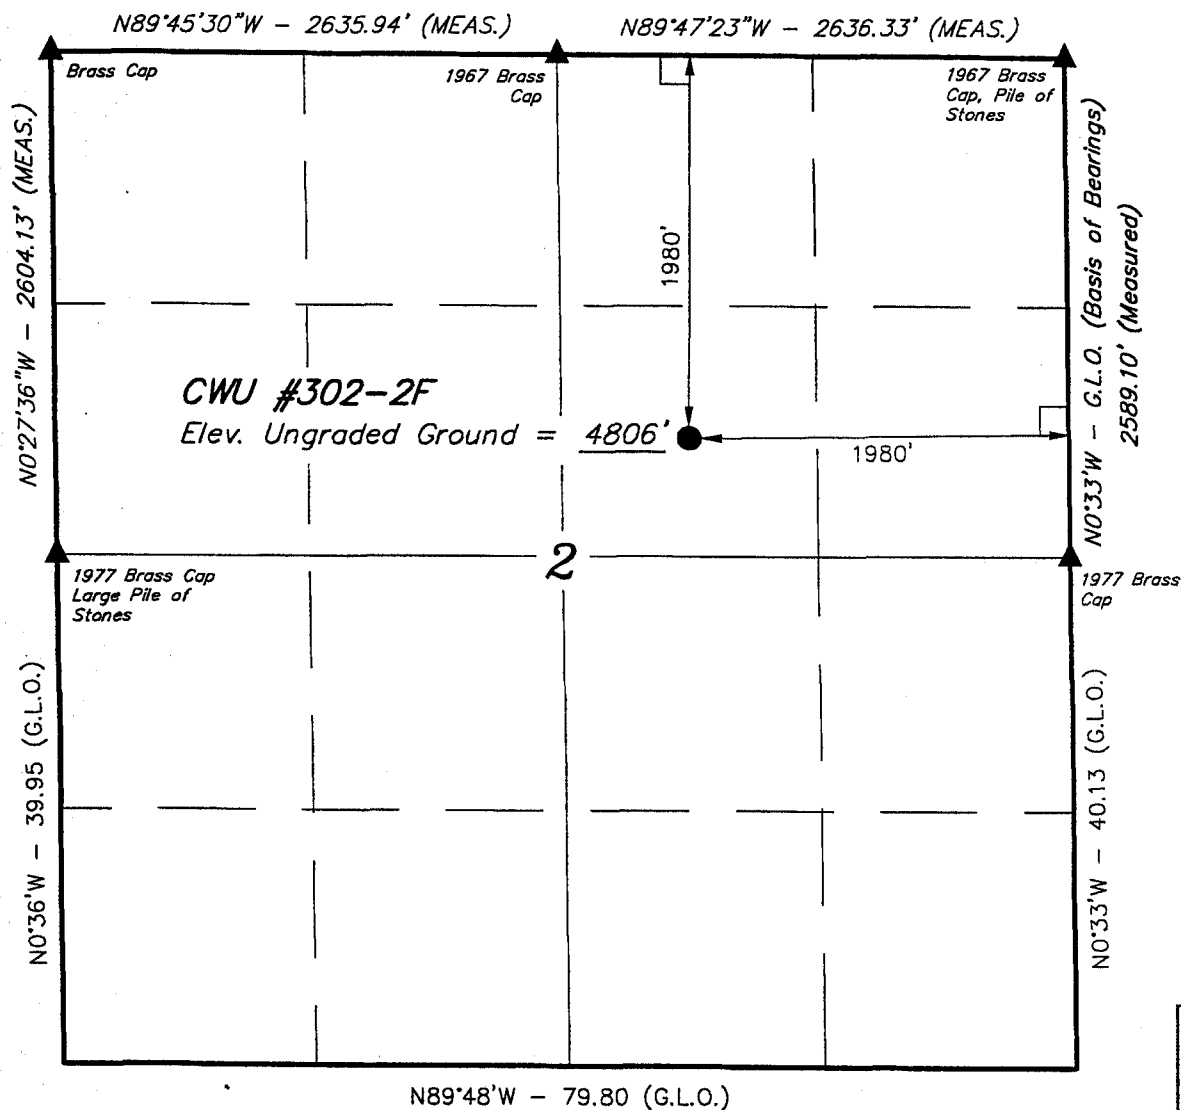 N89°45'30"W - 2635.94' (MEAS.)
N89°47'23"W - 2636.33' (MEAS.)
Brass Cap
1967 Brass
Cap
1967 Brass
Cap, Pile of
Stones
N0°27'36"W - 2604.13' (MEAS.)
1980'
N0°33'W - G.L.O. (Basis of Bearings)
2589.10' (Measured)
CWU #302-2F
Elev. Ungraded Ground = 4806'
1980'
2
1977 Brass Cap
Large Pile of
Stones
1977 Brass
Cap
N0°36'W - 39.95 (G.L.O.)
N0°33'W - 40.13 (G.L.O.)
N89°48'W - 79.80 (G.L.O.)